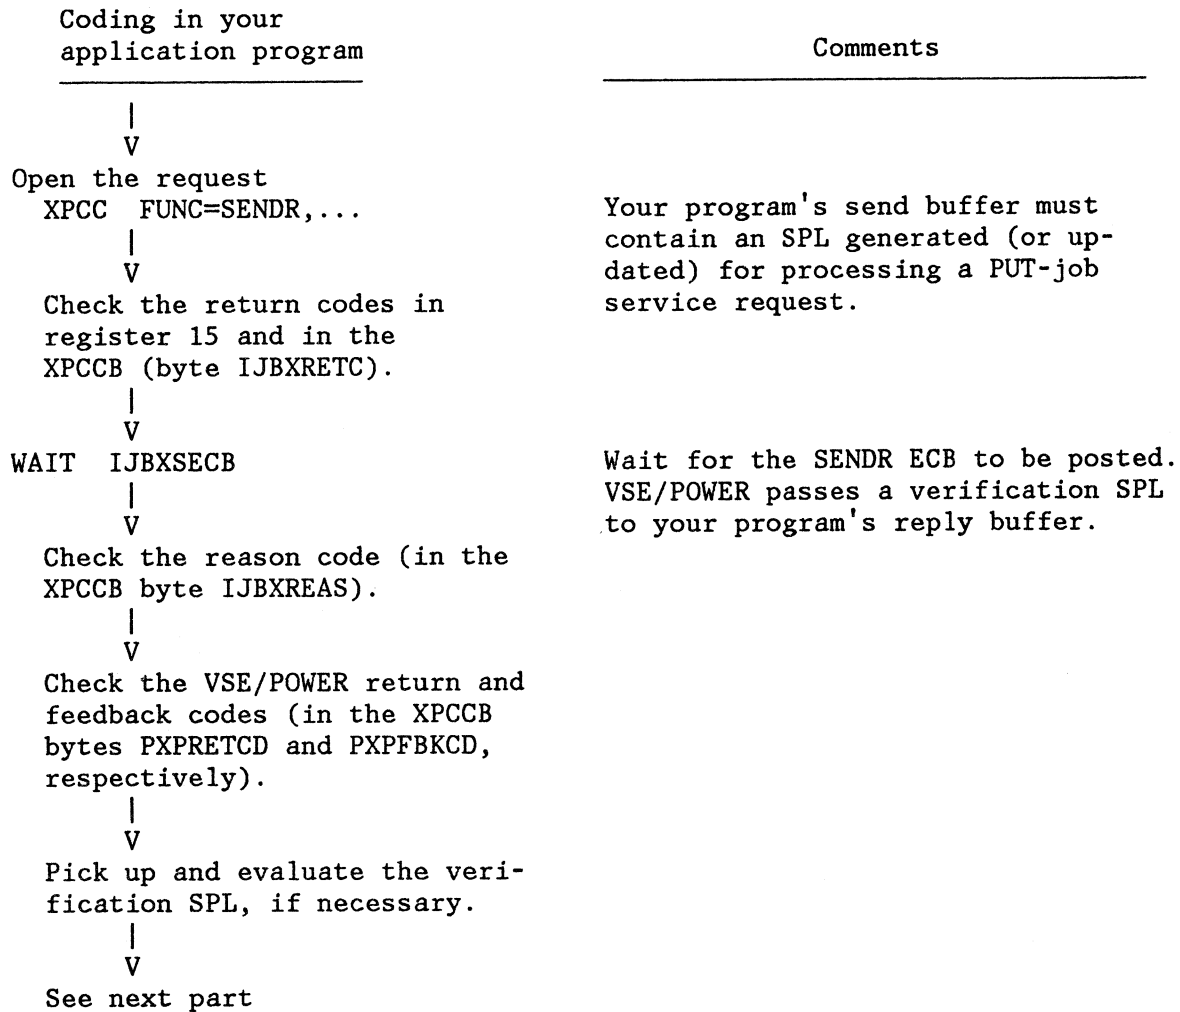 Coding in your
application program
Comments
|
V
Open the request
XPCC FUNC=SENDR,...
Your program's send buffer must
contain an SPL generated (or up-
dated) for processing a PUT-job
service request.
|
V
Check the return codes in
register 15 and in the
XPCCB (byte IJBXRETC).
|
V
WAIT IJBXSECB
Wait for the SENDR ECB to be posted.
VSE/POWER passes a verification SPL
to your program's reply buffer.
|
V
Check the reason code (in the
XPCCB byte IJBXREAS).
|
V
Check the VSE/POWER return and
feedback codes (in the XPCCB
bytes PXPRETCD and PXPFBKCD,
respectively).
|
V
Pick up and evaluate the veri-
fication SPL, if necessary.
|
V
See next part